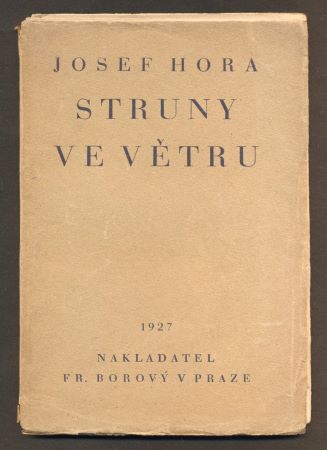 JOSEF HORA
STRUNY
VE VĚTRU
1927
NAKLADATEL
FR. BOROVÝ V PRAZE